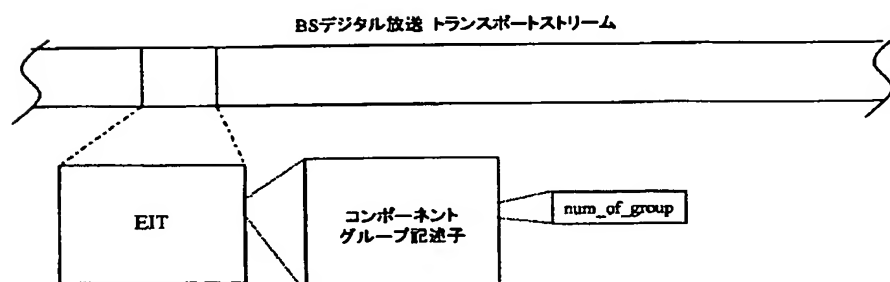 BSデジタル放送 トランスポートストリーム
EIT
コンポーネント
グループ記述子
num_of_group